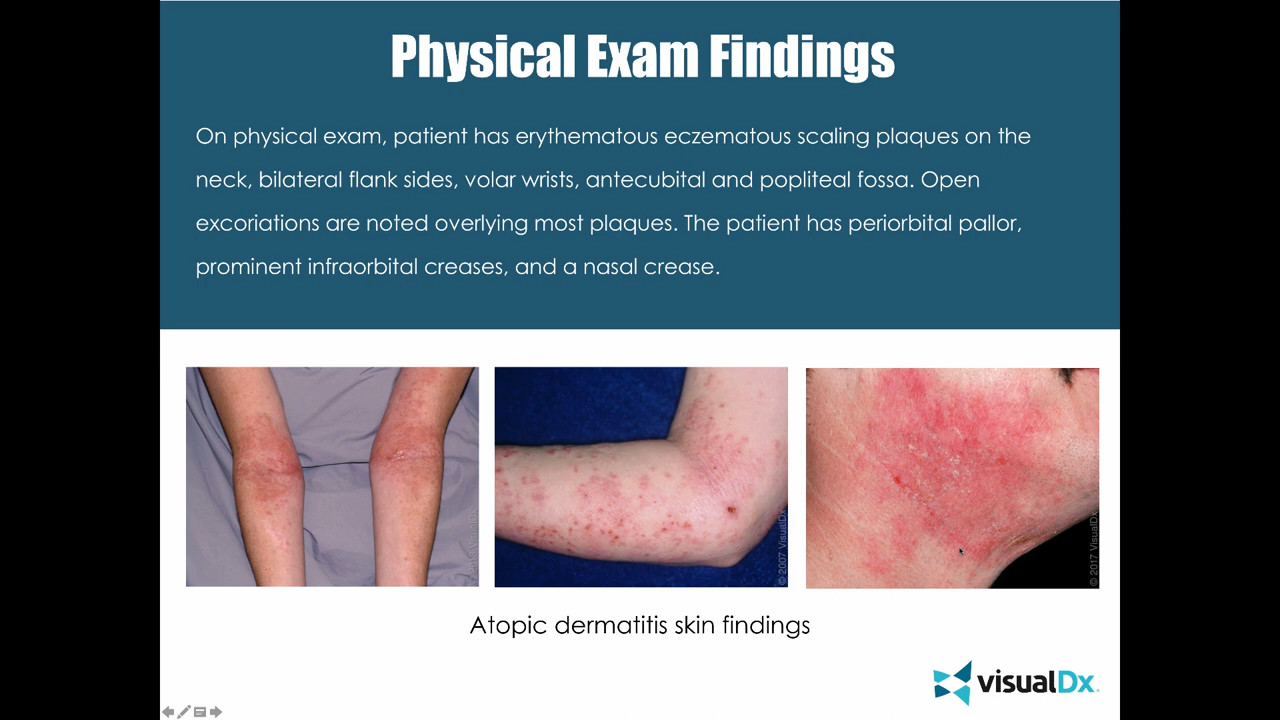 Physical Exam Findings
On physical exam, patient has erythematous eczematous scaling plaques on the
neck, bilateral flank sides, volar wrists, antecubital and popliteal fossa. Open
excoriations are noted overlying most plaques. The patient has periorbital pallor,
prominent infraorbital creases, and a nasal crease.
VisualDx
© 2007 VisualDx
© 2017 VisualDx
Atopic dermatitis skin findings
visualDx